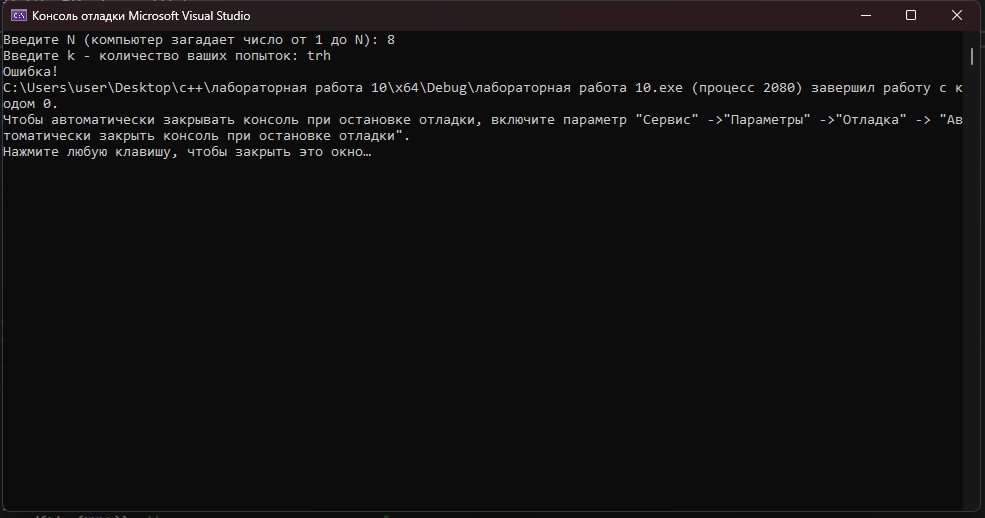 Консоль отладки Microsoft Visual Studio
Введите N (компьютер загадает число от 1 до N): 8
Введите k - количество ваших попыток: trh
Ошибка!
C:\Users\user\Desktop\c++\лабораторная работа 10\x64\Debug\лабораторная работа 10.exe (процесс 2080) завершил работу с к
одом 0.
Чтобы автоматически закрывать консоль при остановке отладки, включите параметр "Сервис" ->"Параметры" ->"Отладка" -> "Ав
томатически закрыть консоль при остановке отладки".
Нажмите любую клавишу, чтобы закрыть это окно…